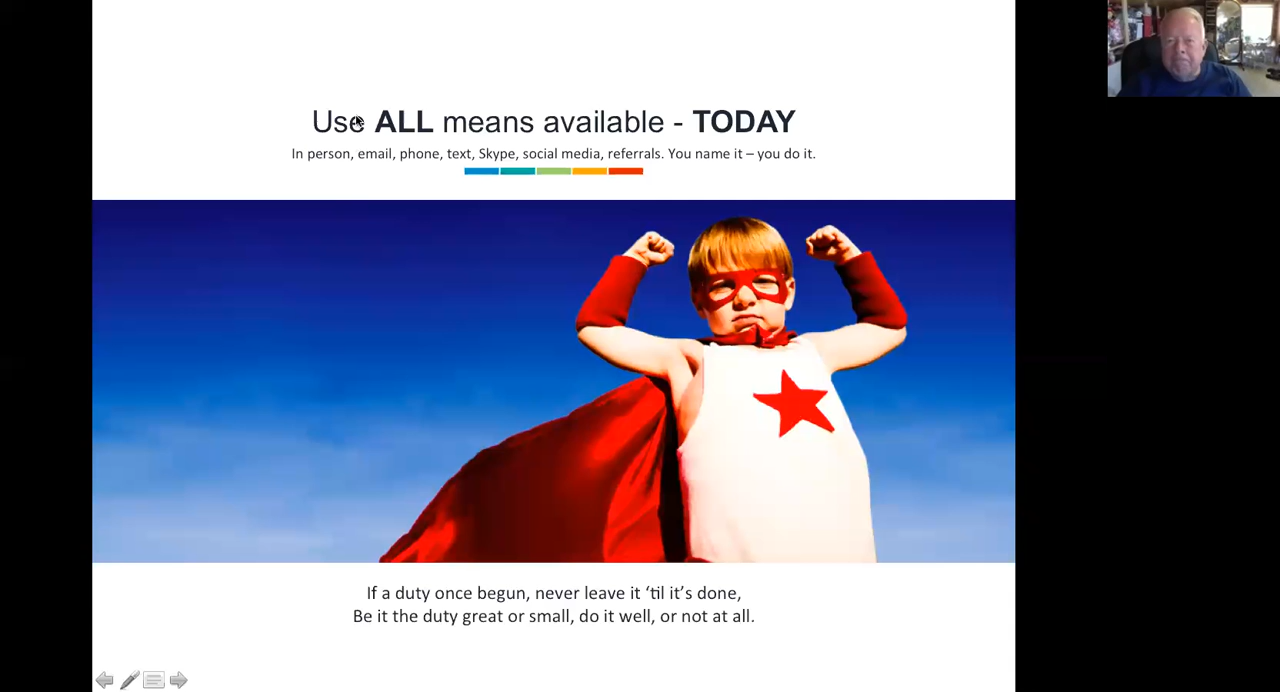 Use ALL means available - TODAY
In person, email, phone, text, Skype, social media, referrals. You name it – you do it.
If a duty once begun, never leave it ‘til it’s done,
Be it the duty great or small, do it well, or not at all.